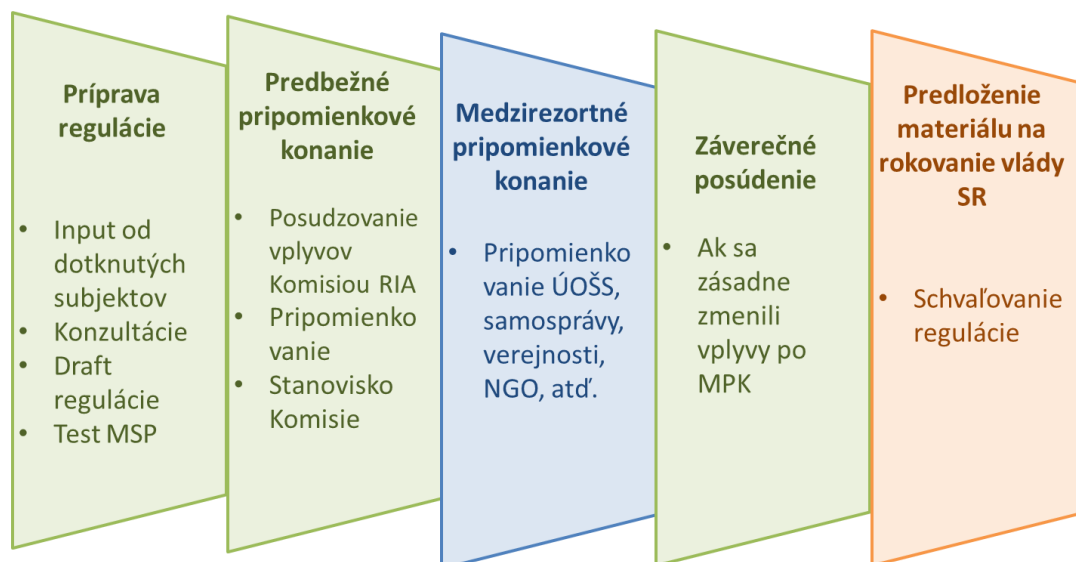 Príprava
regulácie
• Input od
dotknutých
subjektov
• Konzultácie
• Draft
regulácie
• Test MSP
Predbežné
pripomienkové
konanie
• Posudzovanie
vplyvov
Komisiou RIA
• Pripomienko
vanie
• Stanovisko
Komisie
Medzirezortné
pripomienkové
konanie
• Pripomienko
vanie ÚOŠS,
samosprávy,
verejnosti,
NGO, atď.
Záverečné
posúdenie
• Ak sa
zásadne
zmenili
vplyvy po
MPK
Predloženie
materiálu na
rokovanie vlády
SR
• Schvaľovanie
regulácie